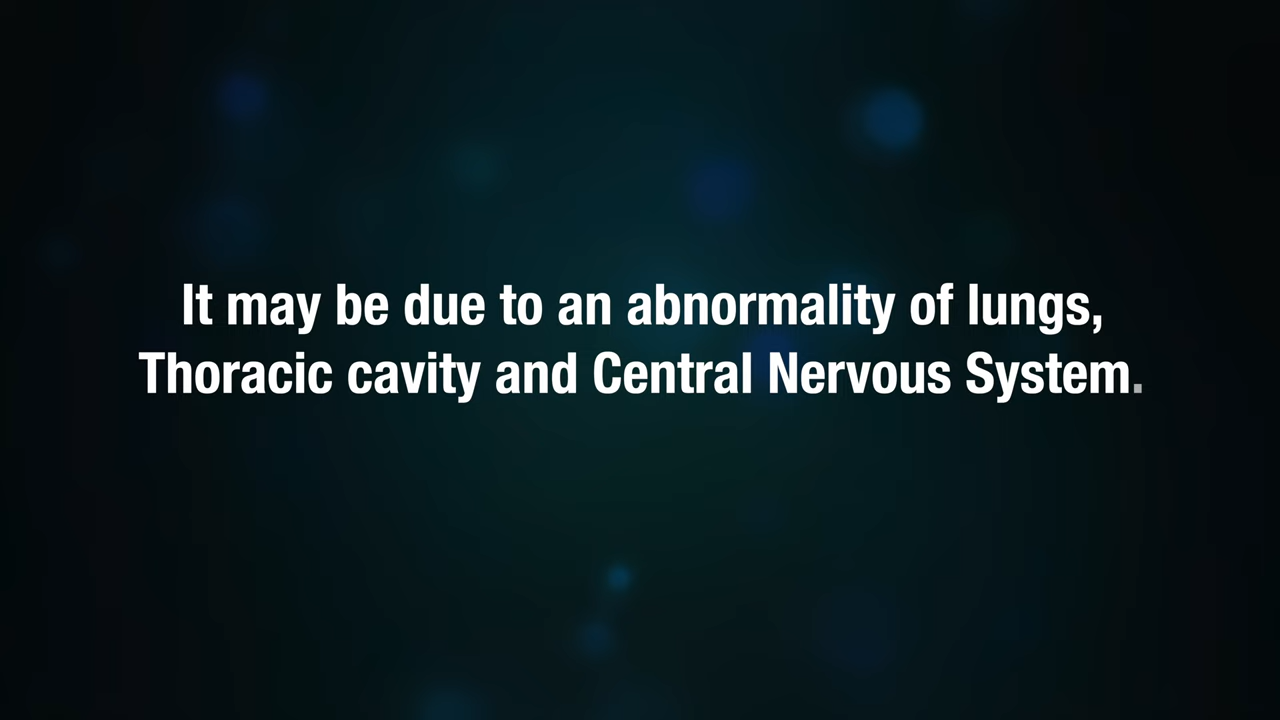 It may be due to an abnormality of lungs,
Thoracic cavity and Central Nervous System.